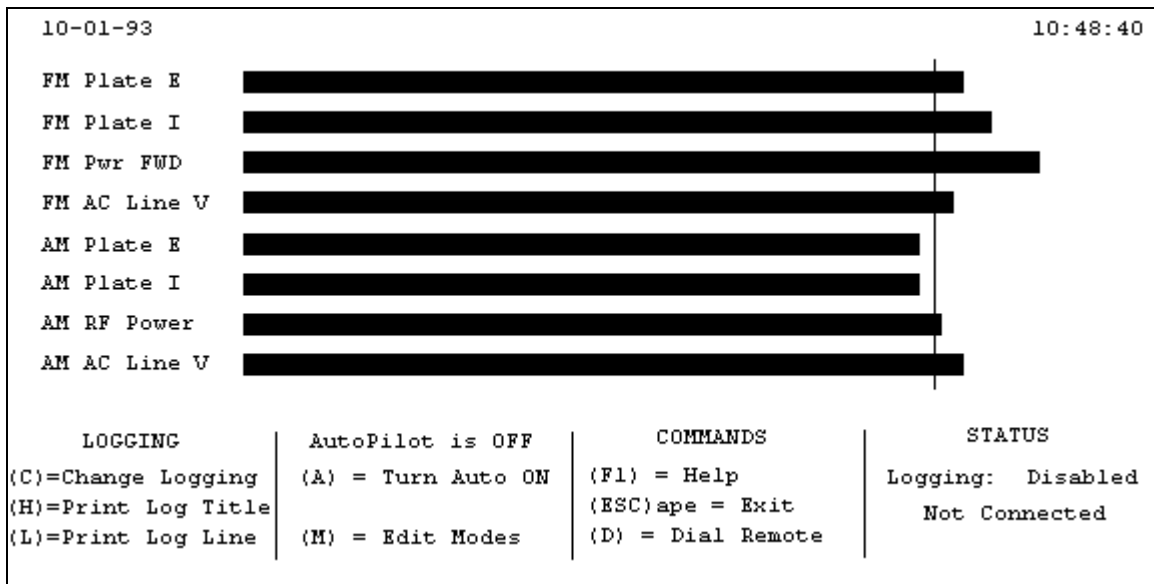 10-01-93 10:48:40
FM Plate E
FM Plate I
FM Pwr FWD
FM AC Line V
AM Plate E
AM Plate I
AM RF Power
AM AC Line V
LOGGING
(C)=Change Logging
(H)=Print Log Title
(L)=Print Log Line
AutoPilot is OFF
(A) = Turn Auto ON
(M) = Edit Modes
COMMANDS
(F1) = Help
(ESC)ape = Exit
(D) = Dial Remote
STATUS
Logging: Disabled
Not Connected